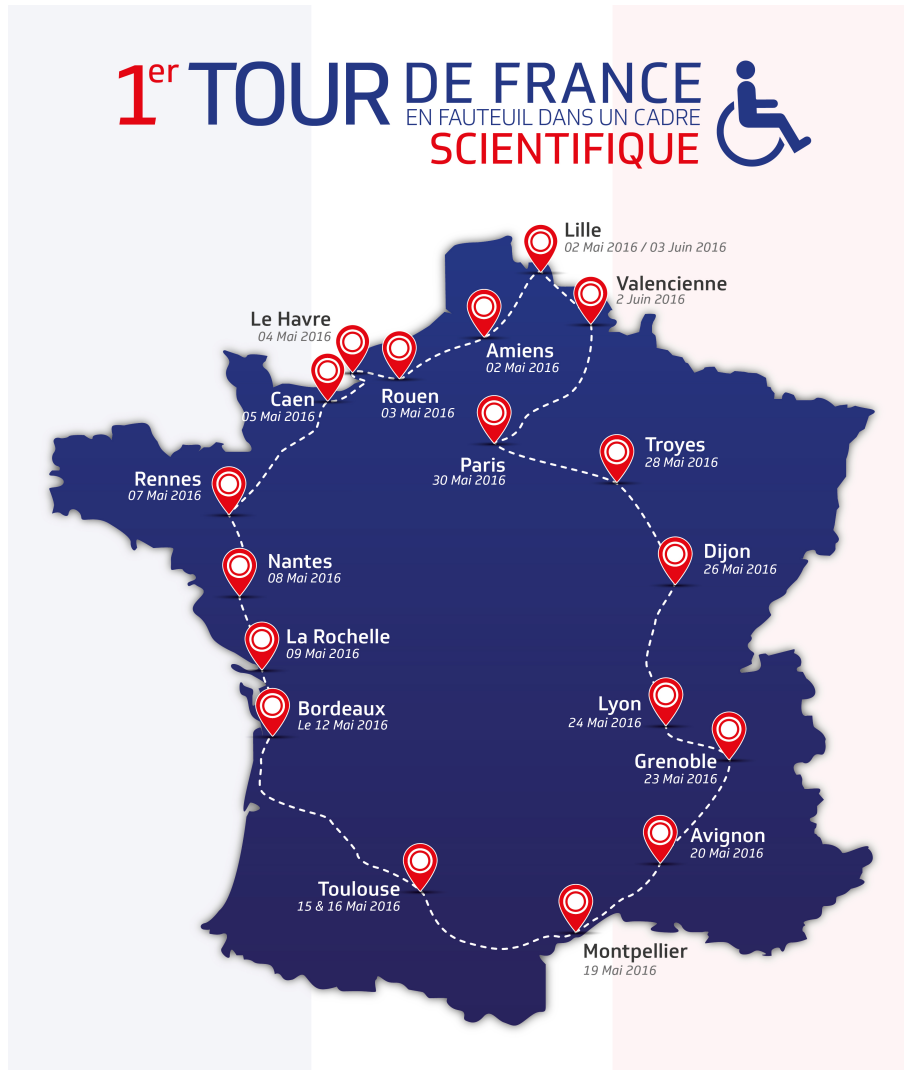 1er TOUR DE FRANCE
EN FAUTEUIL DANS UN CADRE
SCIENTIFIQUE
Lille
02 Mai 2016 / 03 Juin 2016
Valencienne
2 Juin 2016
Le Havre
04 Mai 2016
Amiens
02 Mai 2016
Caen
05 Mai 2016
Rouen
03 Mai 2016
Paris
30 Mai 2016
Troyes
28 Mai 2016
Rennes
07 Mai 2016
Nantes
08 Mai 2016
Dijon
26 Mai 2016
La Rochelle
09 Mai 2016
Bordeaux
Le 12 Mai 2016
Lyon
24 Mai 2016
Grenoble
23 Mai 2016
Avignon
20 Mai 2016
Toulouse
15 & 16 Mai 2016
Montpellier
19 Mai 2016